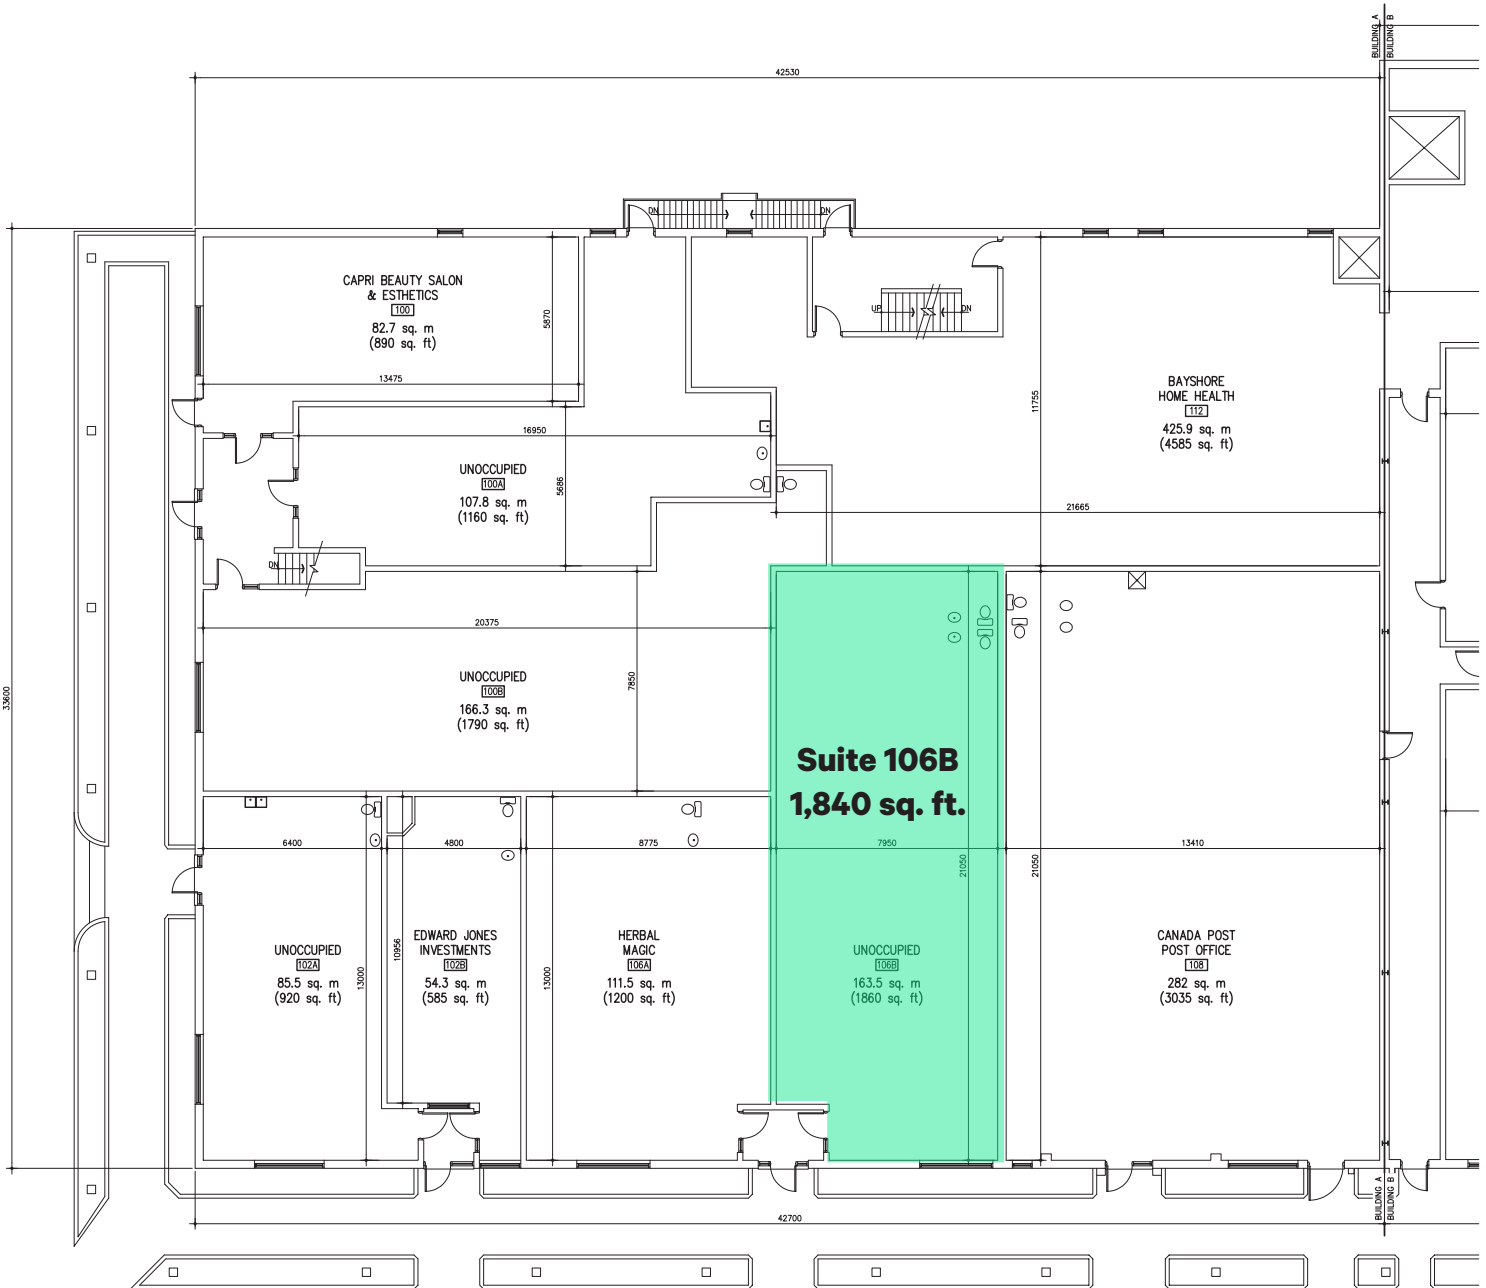 BUILDING A
BUILDING B
42530
DN
DN
CAPRI BEAUTY SALON
& ESTHETICS
100
82.7 sq. m
(890 sq. ft)
5870
13475
UP
DN
BAYSHORE
HOME HEALTH
112
425.9 sq. m
(4585 sq. ft)
11755
16950
UNOCCUPIED
100A
107.8 sq. m
(1160 sq. ft)
5686
21665
DN
20375
UNOCCUPIED
100B
166.3 sq. m
(1790 sq. ft)
7850
33600
Suite 106B
1,840 sq. ft.
6400
4800
8775
7950
13410
21050
21050
UNOCCUPIED
102A
85.5 sq. m
(920 sq. ft)
13000
10956
EDWARD JONES
INVESTMENTS
102B
54.3 sq. m
(585 sq. ft)
13000
HERBAL
MAGIC
106A
111.5 sq. m
(1200 sq. ft)
UNOCCUPIED
106B
163.5 sq. m
(1860 sq. ft)
CANADA POST
POST OFFICE
108
282 sq. m
(3035 sq. ft)
BUILDING A
BUILDING B
42700